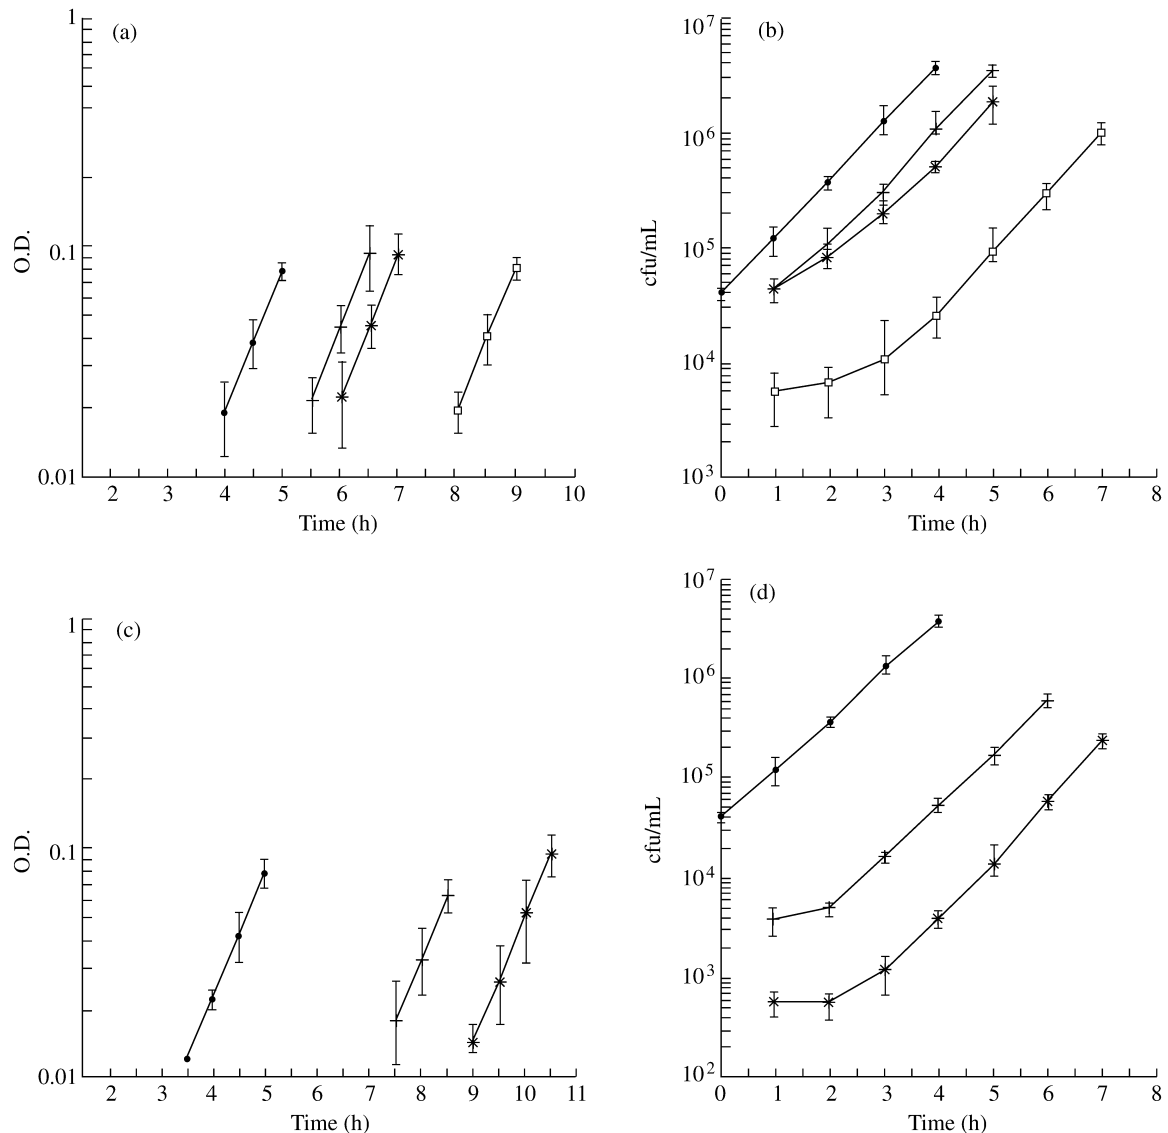 (a)
1
0.1
0.01
O.D.
2 3 4 5 6 7 8 9 10
Time (h)
(b)
10^7
10^6
10^5
10^4
10^3
cfu/mL
0 1 2 3 4 5 6 7 8
Time (h)
(c)
1
0.1
0.01
O.D.
2 3 4 5 6 7 8 9 10 11
Time (h)
(d)
10^7
10^6
10^5
10^4
10^3
10^2
cfu/mL
0 1 2 3 4 5 6 7 8
Time (h)